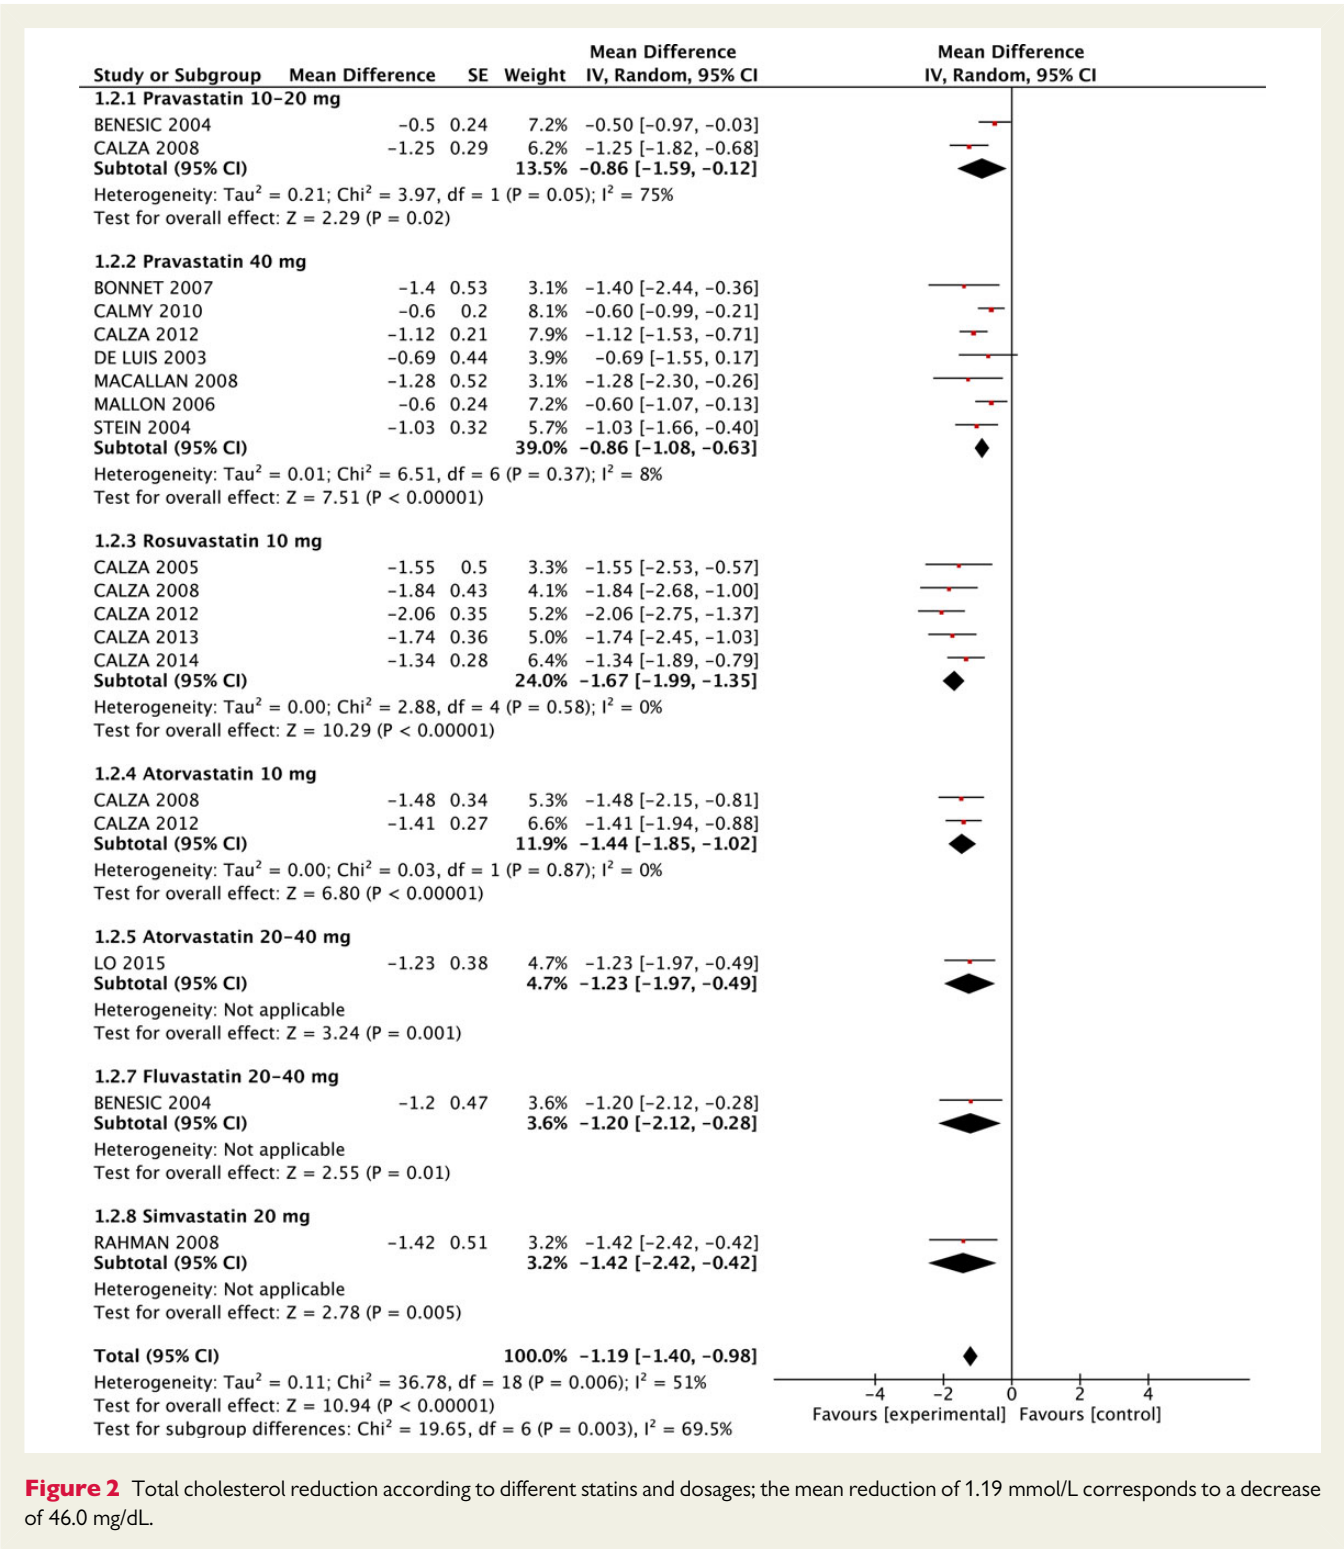 Mean Difference Mean Difference
Study or Subgroup Mean Difference SE Weight IV, Random, 95% CI IV, Random, 95% CI
1.2.1 Pravastatin 10–20 mg
BENESIC 2004 −0.5 0.24 7.2% −0.50 [−0.97, −0.03]
CALZA 2008 −1.25 0.29 6.2% −1.25 [−1.82, −0.68]
Subtotal (95% CI) 13.5% −0.86 [−1.59, −0.12]
Heterogeneity: Tau² = 0.21; Chi² = 3.97, df = 1 (P = 0.05); I² = 75%
Test for overall effect: Z = 2.29 (P = 0.02)
1.2.2 Pravastatin 40 mg
BONNET 2007 −1.4 0.53 3.1% −1.40 [−2.44, −0.36]
CALMY 2010 −0.6 0.2 8.1% −0.60 [−0.99, −0.21]
CALZA 2012 −1.12 0.21 7.9% −1.12 [−1.53, −0.71]
DE LUIS 2003 −0.69 0.44 3.9% −0.69 [−1.55, 0.17]
MACALLAN 2008 −1.28 0.52 3.1% −1.28 [−2.30, −0.26]
MALLON 2006 −0.6 0.24 7.2% −0.60 [−1.07, −0.13]
STEIN 2004 −1.03 0.32 5.7% −1.03 [−1.66, −0.40]
Subtotal (95% CI) 39.0% −0.86 [−1.08, −0.63]
Heterogeneity: Tau² = 0.01; Chi² = 6.51, df = 6 (P = 0.37); I² = 8%
Test for overall effect: Z = 7.51 (P < 0.00001)
1.2.3 Rosuvastatin 10 mg
CALZA 2005 −1.55 0.5 3.3% −1.55 [−2.53, −0.57]
CALZA 2008 −1.84 0.43 4.1% −1.84 [−2.68, −1.00]
CALZA 2012 −2.06 0.35 5.2% −2.06 [−2.75, −1.37]
CALZA 2013 −1.74 0.36 5.0% −1.74 [−2.45, −1.03]
CALZA 2014 −1.34 0.28 6.4% −1.34 [−1.89, −0.79]
Subtotal (95% CI) 24.0% −1.67 [−1.99, −1.35]
Heterogeneity: Tau² = 0.00; Chi² = 2.88, df = 4 (P = 0.58); I² = 0%
Test for overall effect: Z = 10.29 (P < 0.00001)
1.2.4 Atorvastatin 10 mg
CALZA 2008 −1.48 0.34 5.3% −1.48 [−2.15, −0.81]
CALZA 2012 −1.41 0.27 6.6% −1.41 [−1.94, −0.88]
Subtotal (95% CI) 11.9% −1.44 [−1.85, −1.02]
Heterogeneity: Tau² = 0.00; Chi² = 0.03, df = 1 (P = 0.87); I² = 0%
Test for overall effect: Z = 6.80 (P < 0.00001)
1.2.5 Atorvastatin 20–40 mg
LO 2015 −1.23 0.38 4.7% −1.23 [−1.97, −0.49]
Subtotal (95% CI) 4.7% −1.23 [−1.97, −0.49]
Heterogeneity: Not applicable
Test for overall effect: Z = 3.24 (P = 0.001)
1.2.7 Fluvastatin 20–40 mg
BENESIC 2004 −1.2 0.47 3.6% −1.20 [−2.12, −0.28]
Subtotal (95% CI) 3.6% −1.20 [−2.12, −0.28]
Heterogeneity: Not applicable
Test for overall effect: Z = 2.55 (P = 0.01)
1.2.8 Simvastatin 20 mg
RAHMAN 2008 −1.42 0.51 3.2% −1.42 [−2.42, −0.42]
Subtotal (95% CI) 3.2% −1.42 [−2.42, −0.42]
Heterogeneity: Not applicable
Test for overall effect: Z = 2.78 (P = 0.005)
Total (95% CI) 100.0% −1.19 [−1.40, −0.98]
Heterogeneity: Tau² = 0.11; Chi² = 36.78, df = 18 (P = 0.006); I² = 51%
Test for overall effect: Z = 10.94 (P < 0.00001)
Test for subgroup differences: Chi² = 19.65, df = 6 (P = 0.003), I² = 69.5%
−4 −2 0 2 4
Favours [experimental] Favours [control]
Figure 2 Total cholesterol reduction according to different statins and dosages; the mean reduction of 1.19 mmol/L corresponds to a decrease
of 46.0 mg/dL.